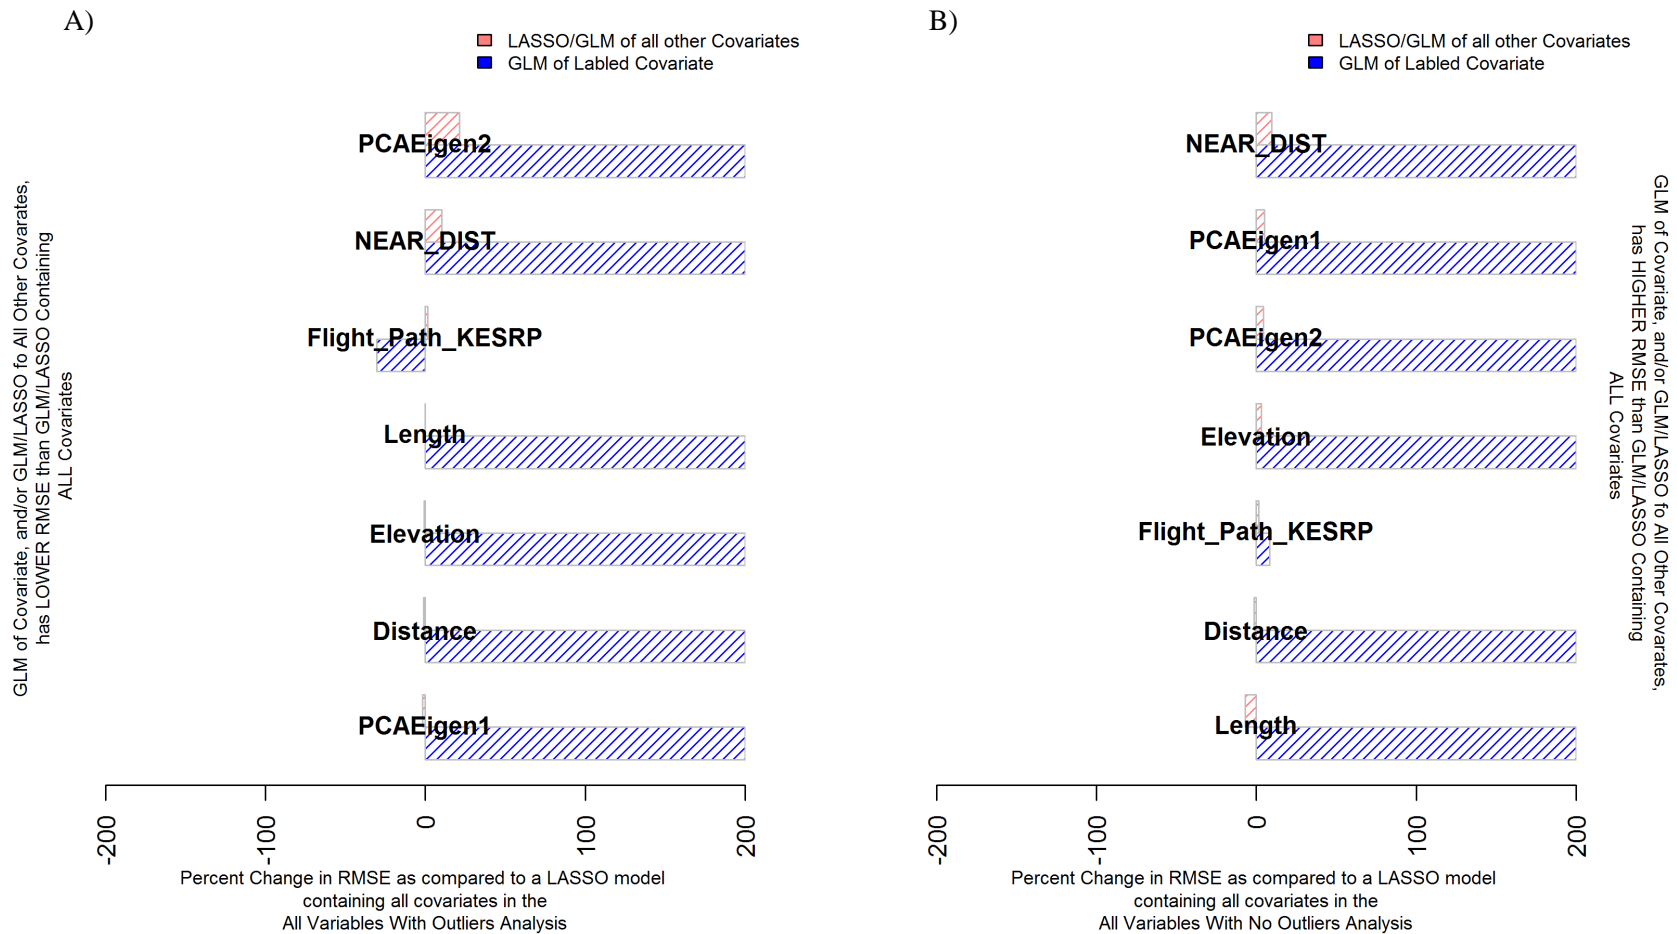 A)
LASSO/GLM of all other Covariates
GLM of Labled Covariate
PCAEigen2
NEAR_DIST
Flight_Path_KESRP
Length
Elevation
Distance
PCAEigen1
GLM of Covariate, and/or GLM/LASSO fo All Other Covarates,
has LOWER RMSE than GLM/LASSO Containing
ALL Covariates
-200
-100
0
100
200
Percent Change in RMSE as compared to a LASSO model
containing all covariates in the
All Variables With Outliers Analysis
B)
LASSO/GLM of all other Covariates
GLM of Labled Covariate
NEAR_DIST
PCAEigen1
PCAEigen2
Elevation
Flight_Path_KESRP
Distance
Length
GLM of Covariate, and/or GLM/LASSO fo All Other Covarates,
has HIGHER RMSE than GLM/LASSO Containing
ALL Covariates
-200
-100
0
100
200
Percent Change in RMSE as compared to a LASSO model
containing all covariates in the
All Variables With No Outliers Analysis